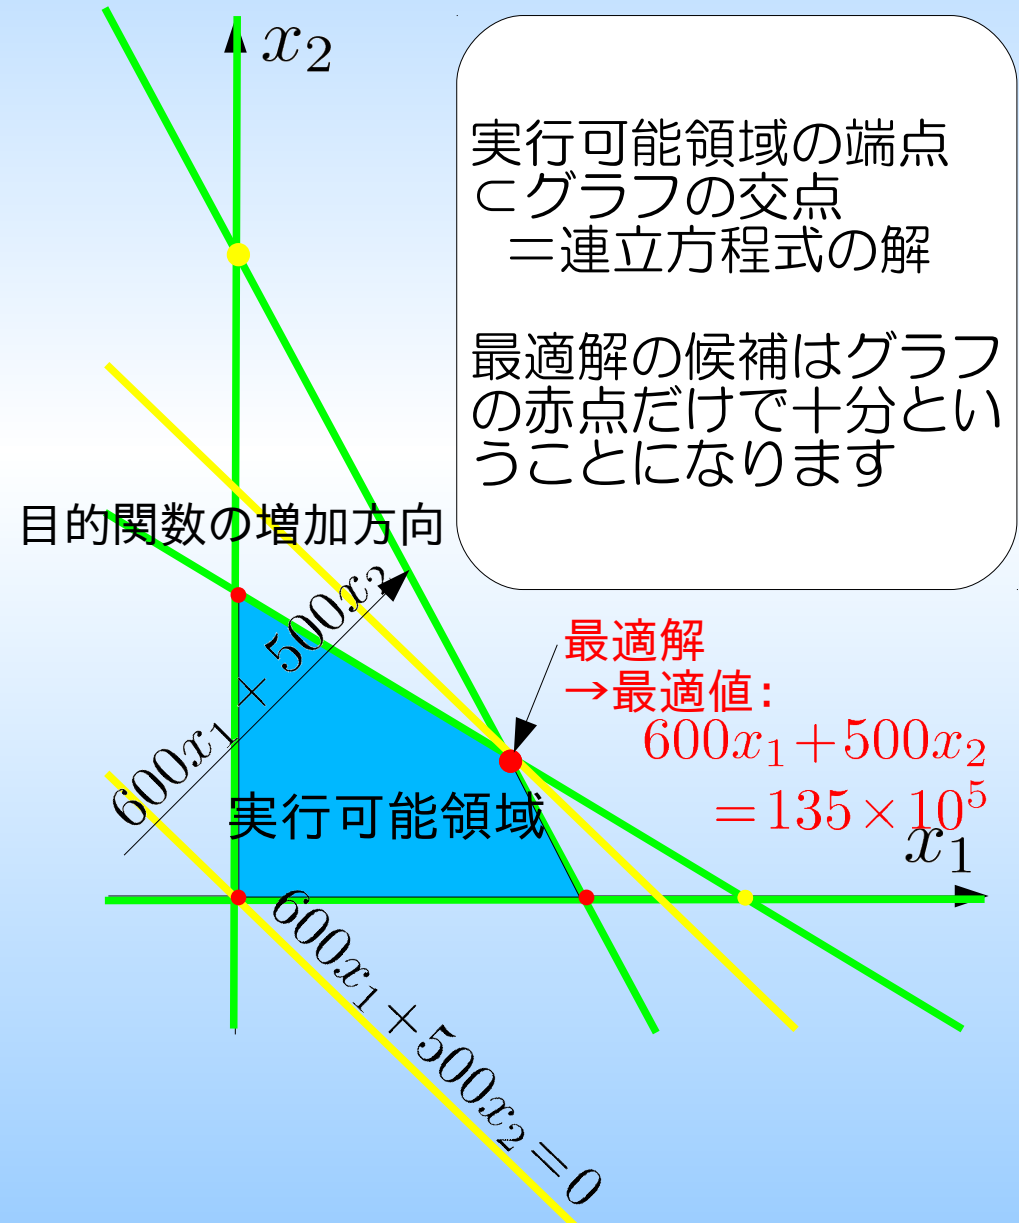 x₂
実行可能領域の端点
⊂グラフの交点
＝連立方程式の解
最適解の候補はグラフ
の赤点だけで十分とい
うことになります
目的関数の増加方向
600x₁+500x₂
最適解
→最適値：
600x₁+500x₂
=135×10⁵
実行可能領域
x₁
600x₁+500x₂=0